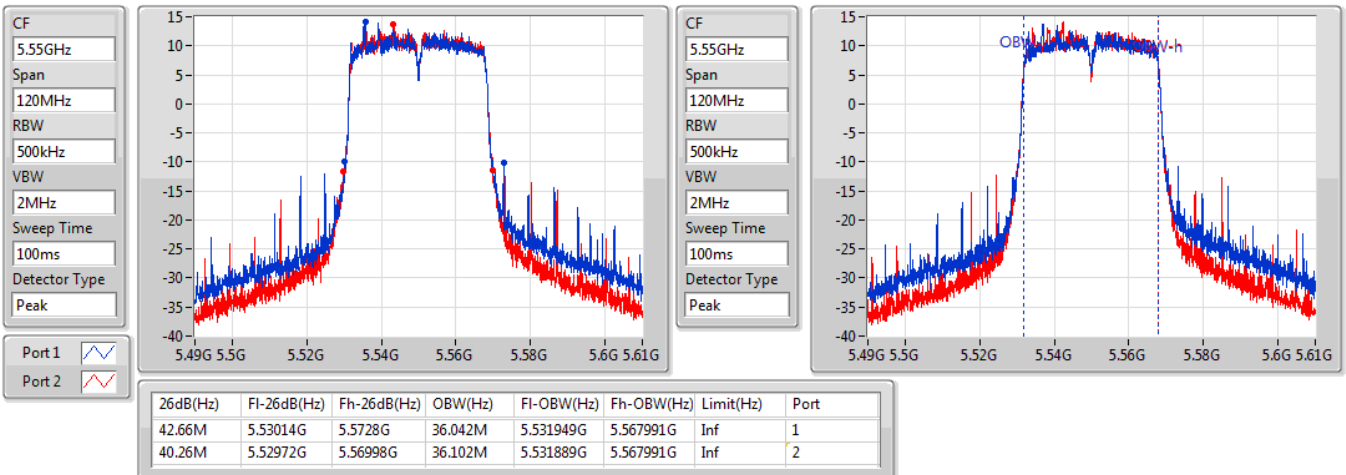 CF
5.55GHz
Span
120MHz
RBW
500kHz
VBW
2MHz
Sweep Time
100ms
Detector Type
Peak
Port 1
Port 2
15
10
5
0
-5
-10
-15
-20
-25
-30
-35
-40
5.49G 5.5G 5.52G 5.54G 5.56G 5.58G 5.6G 5.61G
CF
5.55GHz
Span
120MHz
RBW
500kHz
VBW
2MHz
Sweep Time
100ms
Detector Type
Peak
15
10
5
0
-5
-10
-15
-20
-25
-30
-35
-40
5.49G 5.5G 5.52G 5.54G 5.56G 5.58G 5.6G 5.61G
26dB(Hz) Fl-26dB(Hz) Fh-26dB(Hz) OBW(Hz) Fl-OBW(Hz) Fh-OBW(Hz) Limit(Hz) Port
42.66M 5.53014G 5.5728G 36.042M 5.531949G 5.567991G Inf 1
40.26M 5.52972G 5.56998G 36.102M 5.531889G 5.567991G Inf 2